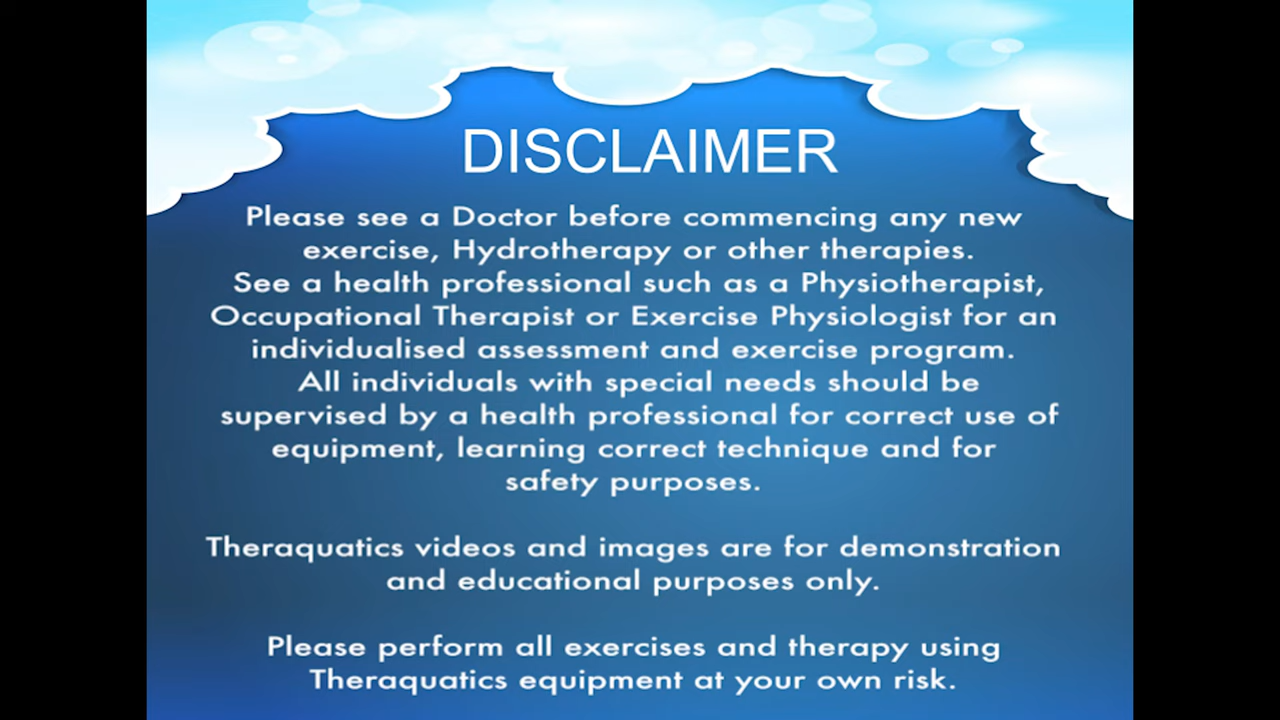 DISCLAIMER
Please see a Doctor before commencing any new
exercise, Hydrotherapy or other therapies.
See a health professional such as a Physiotherapist,
Occupational Therapist or Exercise Physiologist for an
individualised assessment and exercise program.
All individuals with special needs should be
supervised by a health professional for correct use of
equipment, learning correct technique and for
safety purposes.
Theraquatics videos and images are for demonstration
and educational purposes only.
Please perform all exercises and therapy using
Theraquatics equipment at your own risk.